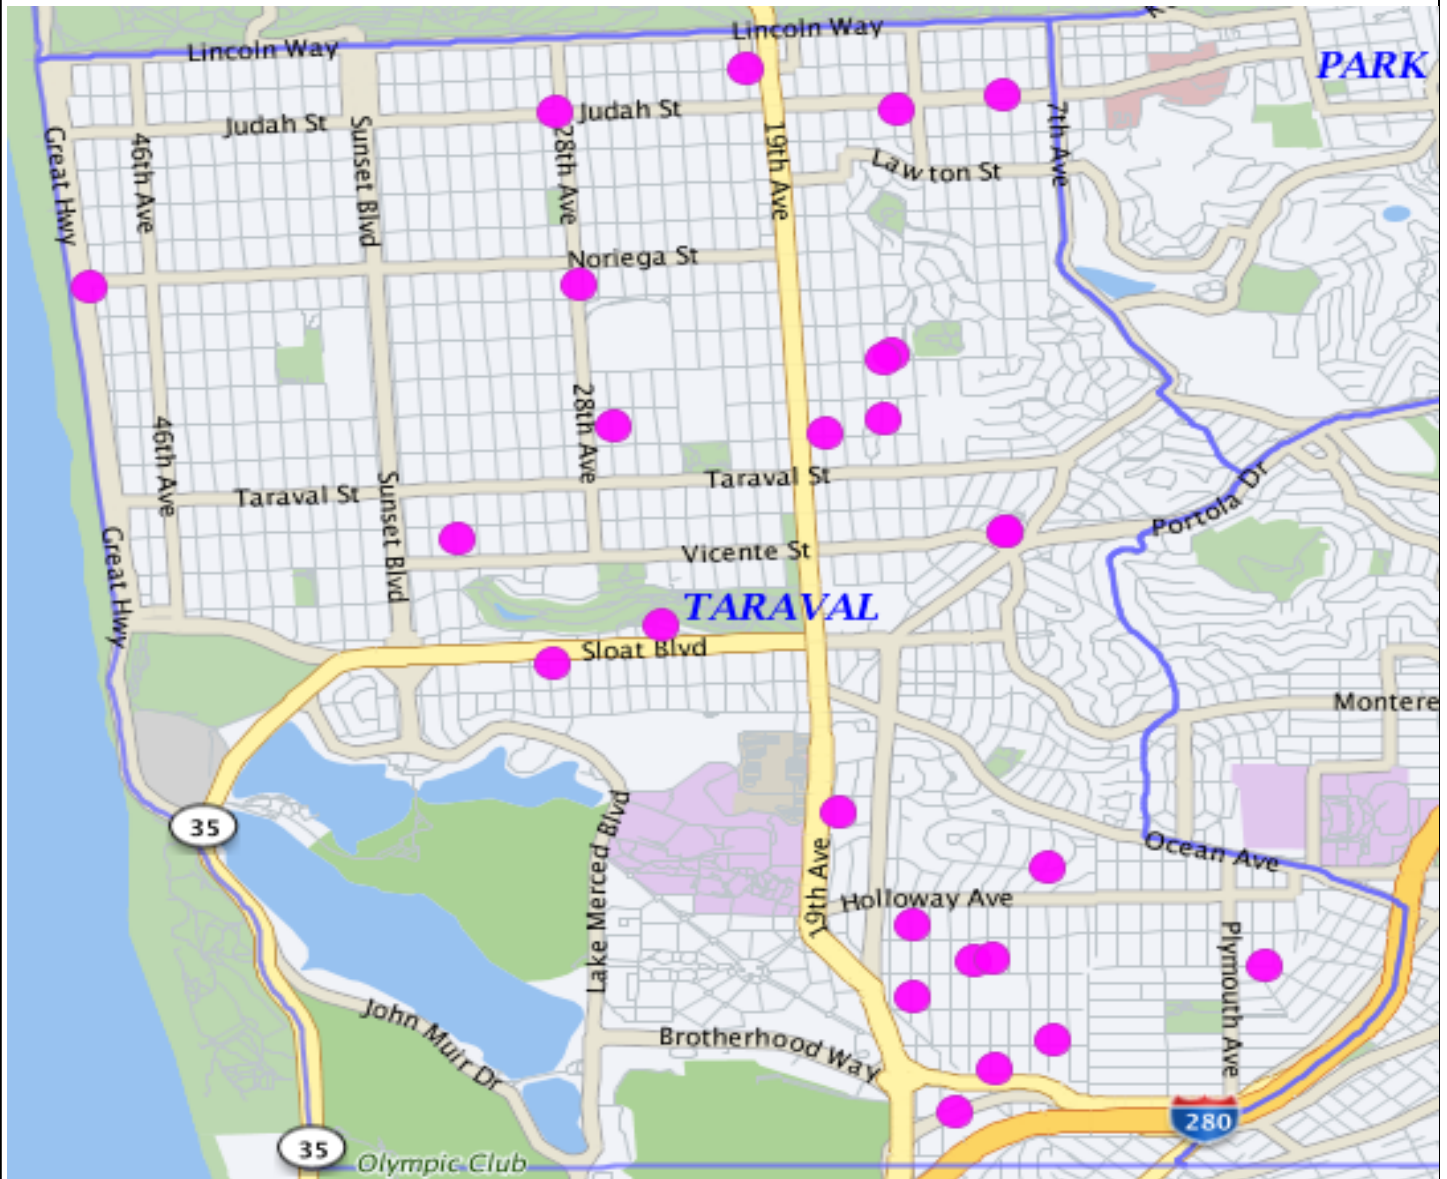 Lincoln Way
Lincoln Way
PARK
Judah St
Judah St
Great Hwy
46th Ave
Sunset Blvd
28th Ave
19th Ave
7th Ave
Lawton St
Noriega St
46th Ave
28th Ave
Taraval St
Taraval St
Sunset Blvd
Portola Dr
Great Hwy
Vicente St
TARAVAL
Sloat Blvd
Montere
35
Lake Merced Blvd
19th Ave
Ocean Ave
Holloway Ave
Plymouth Ave
John Muir Dr
Brotherhood Way
280
35
Olympic Club